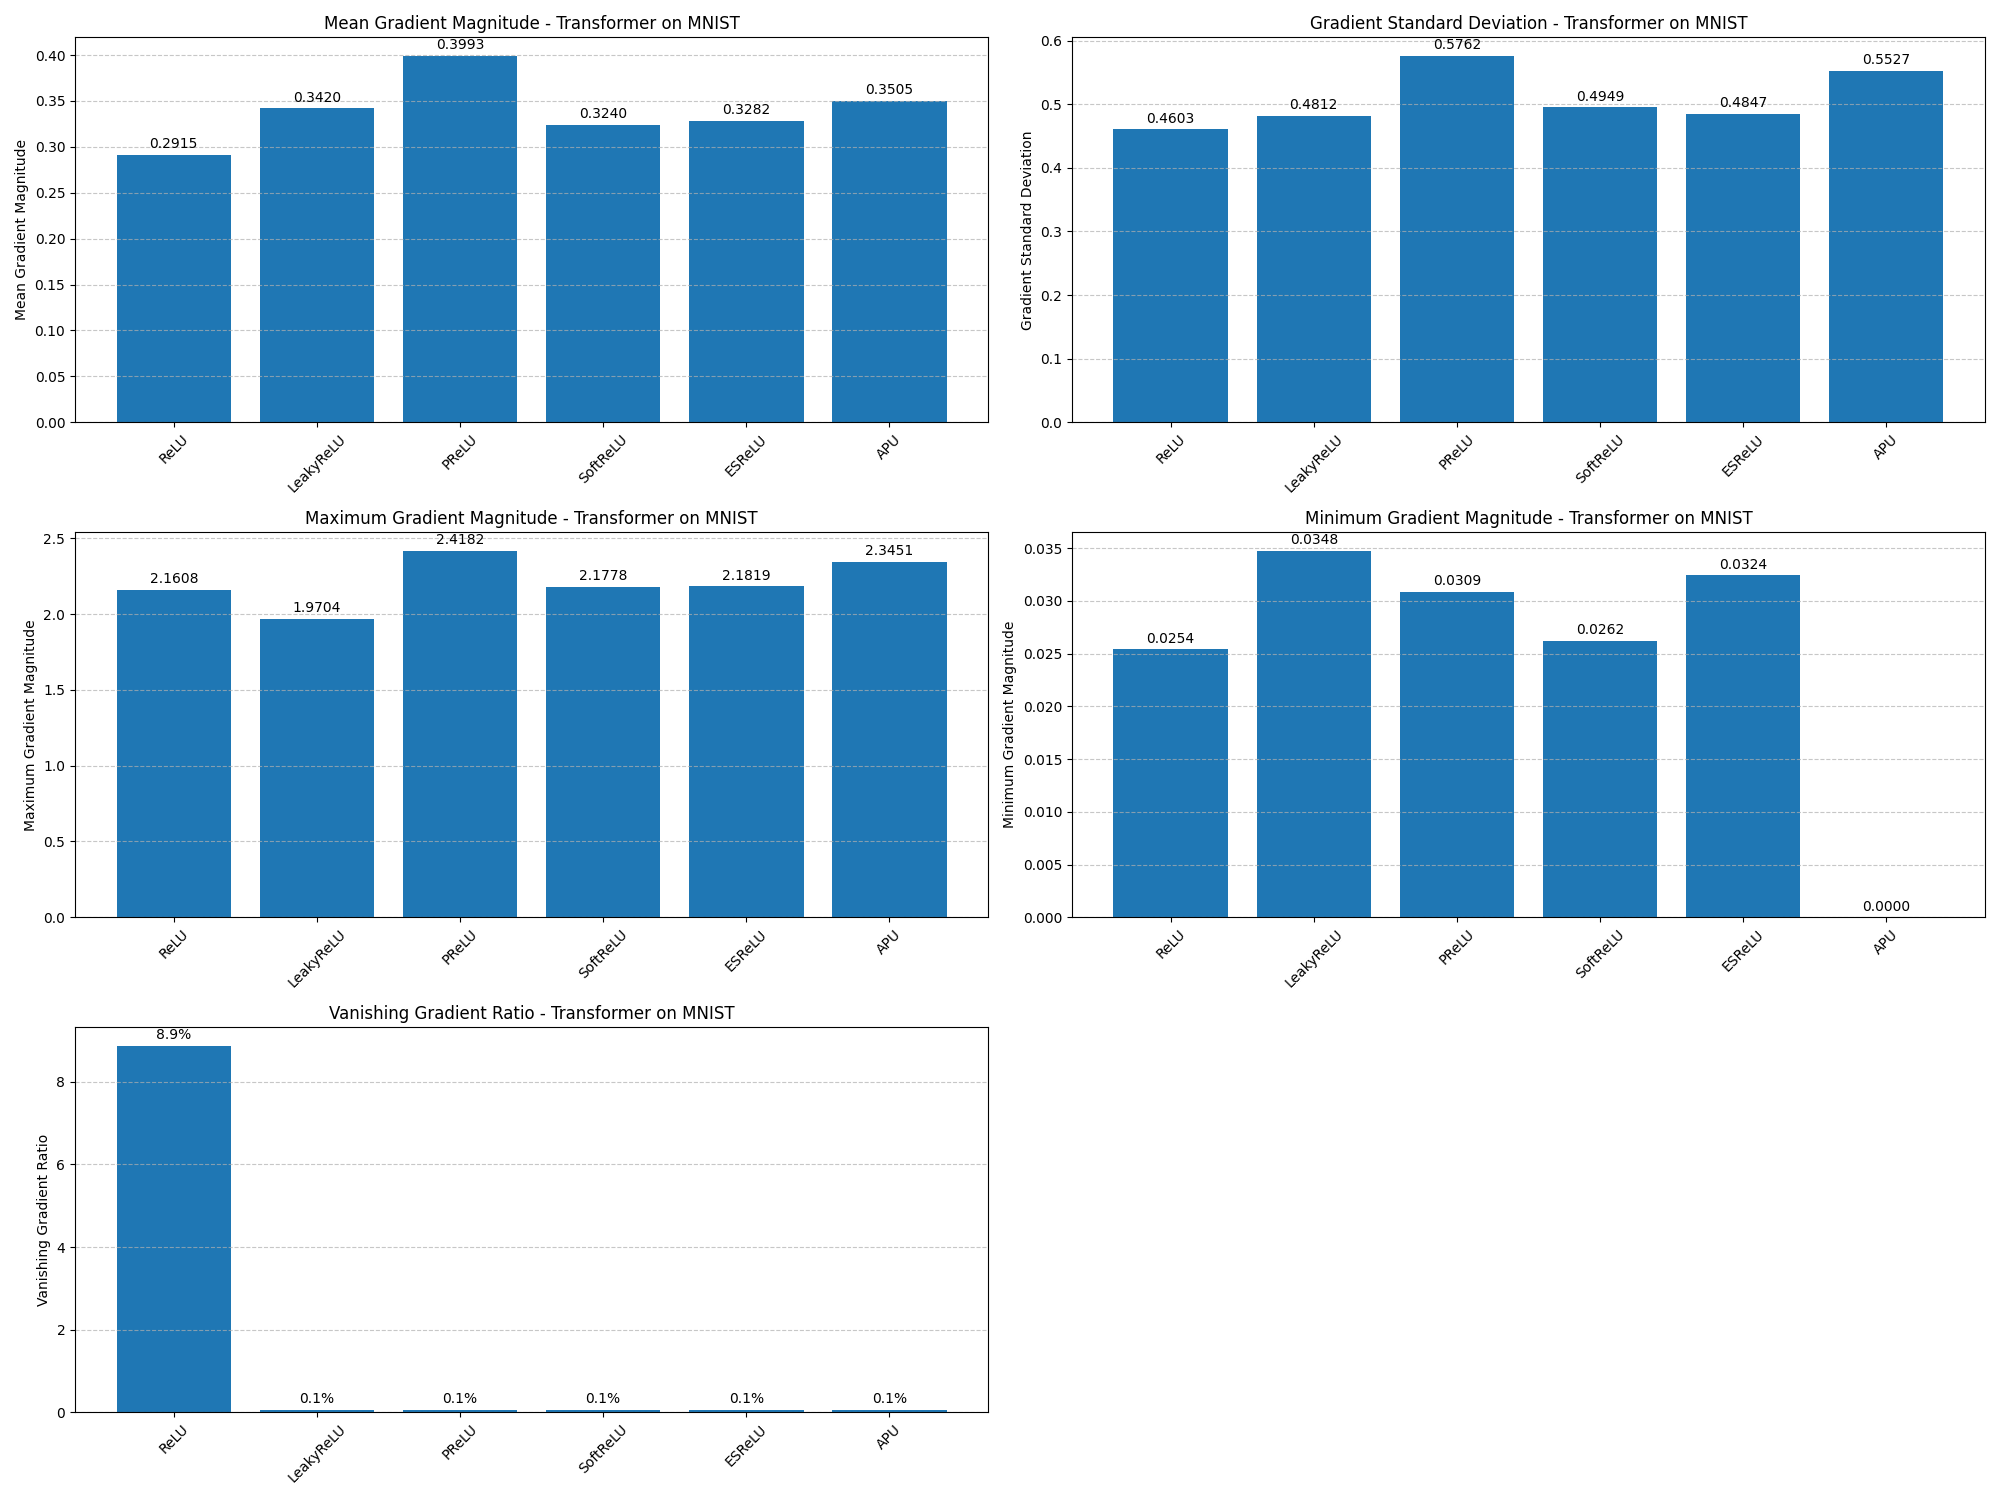 Mean Gradient Magnitude - Transformer on MNIST
Mean Gradient Magnitude
0.40
0.35
0.30
0.25
0.20
0.15
0.10
0.05
0.00
0.2915
0.3420
0.3993
0.3240
0.3282
0.3505
ReLU
LeakyReLU
PReLU
SoftReLU
ESReLU
APU
Gradient Standard Deviation - Transformer on MNIST
Gradient Standard Deviation
0.6
0.5
0.4
0.3
0.2
0.1
0.0
0.4603
0.4812
0.5762
0.4949
0.4847
0.5527
ReLU
LeakyReLU
PReLU
SoftReLU
ESReLU
APU
Maximum Gradient Magnitude - Transformer on MNIST
Maximum Gradient Magnitude
2.5
2.0
1.5
1.0
0.5
0.0
2.1608
1.9704
2.4182
2.1778
2.1819
2.3451
ReLU
LeakyReLU
PReLU
SoftReLU
ESReLU
APU
Minimum Gradient Magnitude - Transformer on MNIST
Minimum Gradient Magnitude
0.035
0.030
0.025
0.020
0.015
0.010
0.005
0.000
0.0254
0.0348
0.0309
0.0262
0.0324
0.0000
ReLU
LeakyReLU
PReLU
SoftReLU
ESReLU
APU
Vanishing Gradient Ratio - Transformer on MNIST
Vanishing Gradient Ratio
8
6
4
2
0
8.9%
0.1%
0.1%
0.1%
0.1%
0.1%
ReLU
LeakyReLU
PReLU
SoftReLU
ESReLU
APU